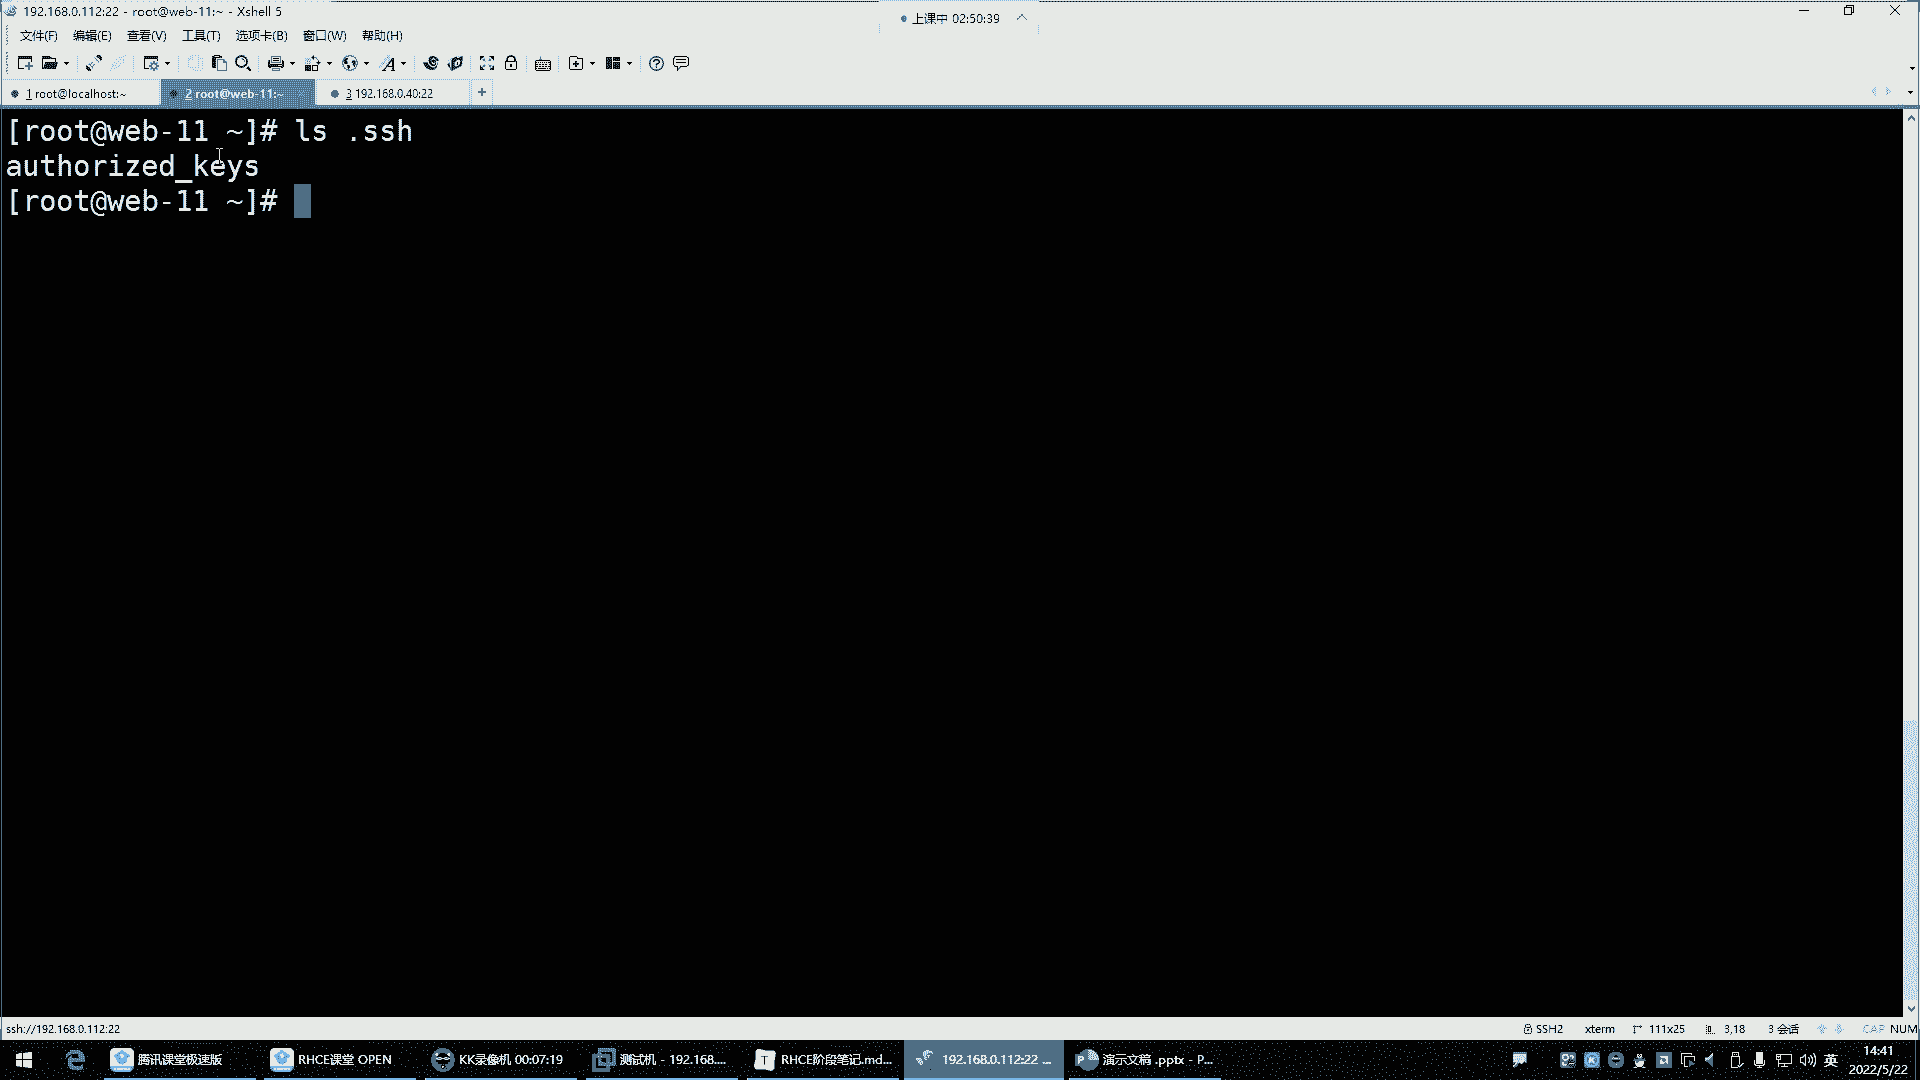 192.168.0.112:22 - root@web-11:~ - Xshell 5
上课中 02:50:39
文件(F) 编辑(E) 查看(V) 工具(T) 选项卡(B) 窗口(W) 帮助(H)
1 root@localhost:~ 2 root@web-11:~ 3 192.168.0.40:22 +
[root@web-11 ~]# ls .ssh
authorized_keys
[root@web-11 ~]#
ssh://192.168.0.112:22 SSH2 xterm 111x25 3,18 3 会话 CAP NUM
腾讯课堂极速版 RHCE课堂 OPEN KK录像机 00:07:19 测试机 - 192.168.... RHCE阶段笔记.md... 192.168.0.112:22 ... 演示文稿 .pptx - P... 英 14:41
2022/5/22